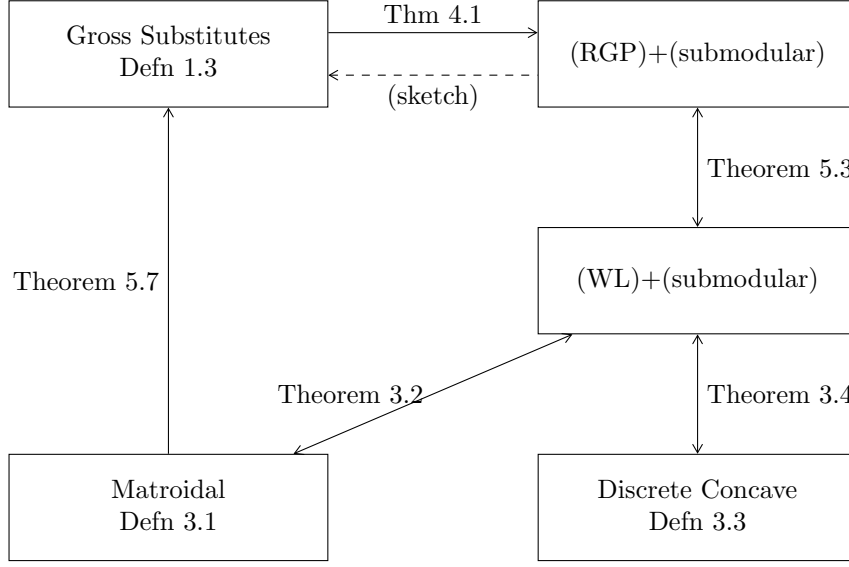 Thm 4.1
Gross Substitutes
Defn 1.3
(RGP)+(submodular)
(sketch)
Theorem 5.3
Theorem 5.7
(WL)+(submodular)
Theorem 3.2
Theorem 3.4
Matroidal
Defn 3.1
Discrete Concave
Defn 3.3